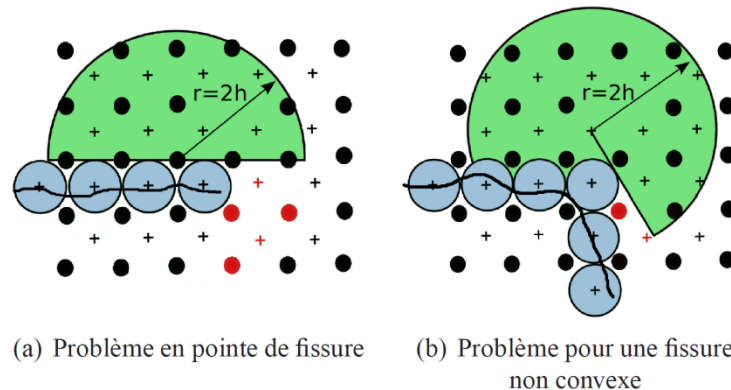 r=2h
r=2h
(a) Problème en pointe de fissure
(b) Problème pour une fissure
non convexe